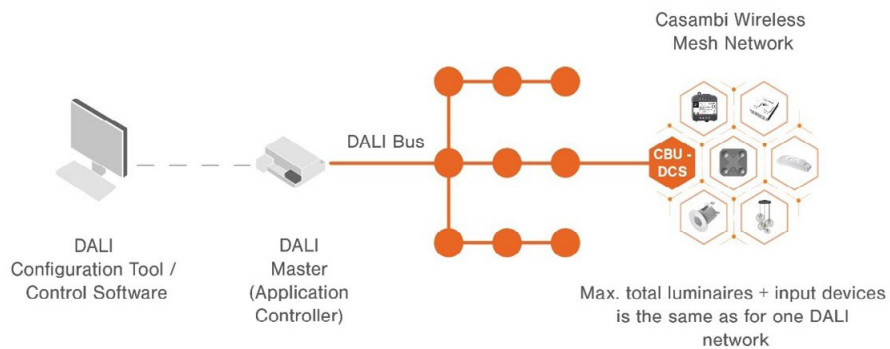 Casambi Wireless
Mesh Network
DALI Bus
CBU -
DCS
DALI
Configuration Tool /
Control Software
DALI
Master
(Application
Controller)
Max. total luminaires + input devices
is the same as for one DALI
network